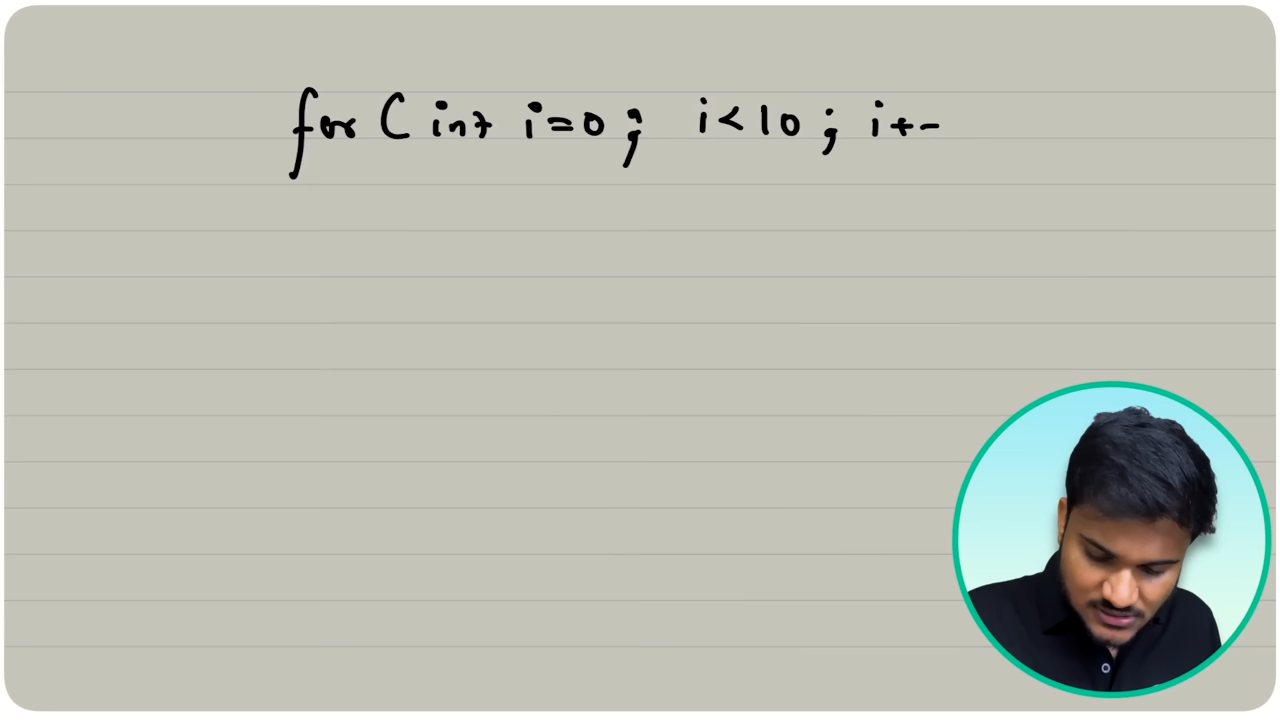 for ( int i=0; i<10; i+-